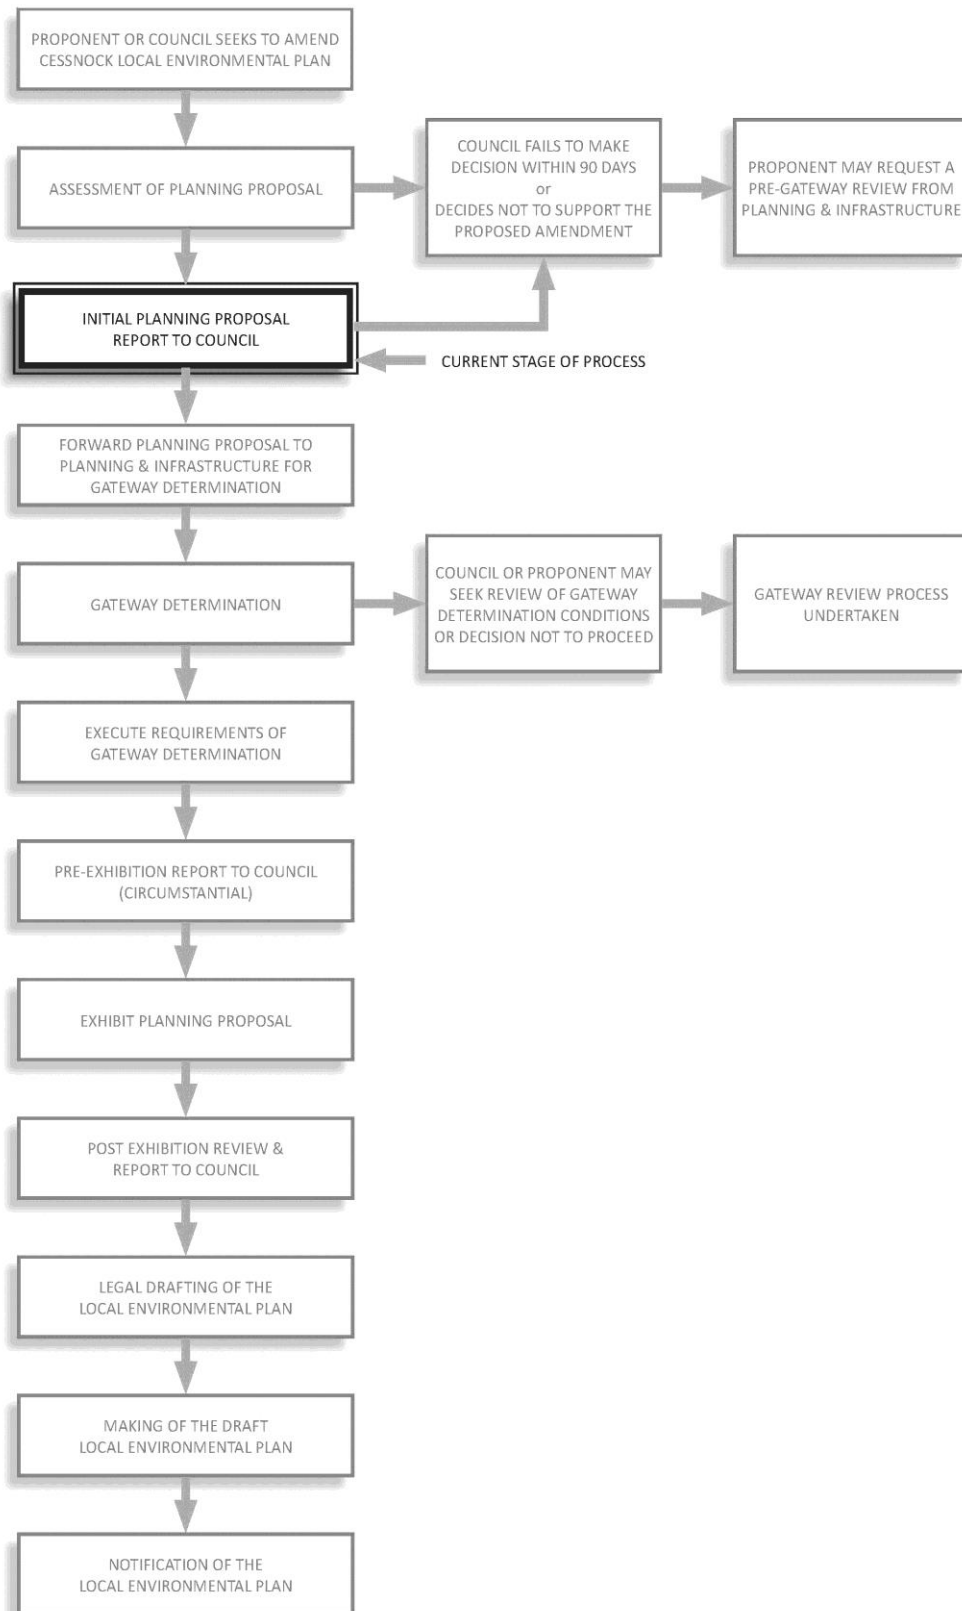 PROPONENT OR COUNCIL SEEKS TO AMEND
CESSNOCK LOCAL ENVIRONMENTAL PLAN
ASSESSMENT OF PLANNING PROPOSAL
COUNCIL FAILS TO MAKE
DECISION WITHIN 90 DAYS
or
DECIDES NOT TO SUPPORT THE
PROPOSED AMENDMENT
PROPONENT MAY REQUEST A
PRE-GATEWAY REVIEW FROM
PLANNING & INFRASTRUCTURE
INITIAL PLANNING PROPOSAL
REPORT TO COUNCIL
CURRENT STAGE OF PROCESS
FORWARD PLANNING PROPOSAL TO
PLANNING & INFRASTRUCTURE FOR
GATEWAY DETERMINATION
GATEWAY DETERMINATION
COUNCIL OR PROPONENT MAY
SEEK REVIEW OF GATEWAY
DETERMINATION CONDITIONS
OR DECISION NOT TO PROCEED
GATEWAY REVIEW PROCESS
UNDERTAKEN
EXECUTE REQUIREMENTS OF
GATEWAY DETERMINATION
PRE-EXHIBITION REPORT TO COUNCIL
(CIRCUMSTANTIAL)
EXHIBIT PLANNING PROPOSAL
POST EXHIBITION REVIEW &
REPORT TO COUNCIL
LEGAL DRAFTING OF THE
LOCAL ENVIRONMENTAL PLAN
MAKING OF THE DRAFT
LOCAL ENVIRONMENTAL PLAN
NOTIFICATION OF THE
LOCAL ENVIRONMENTAL PLAN